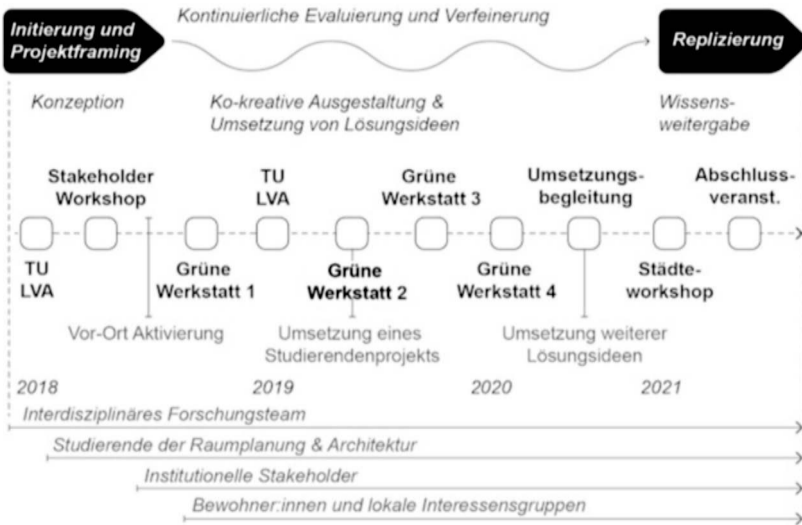 Kontinuierliche Evaluierung und Verfeinerung
Initiierung und
Projektframing
Replizierung
Konzeption
Ko-kreative Ausgestaltung &
Umsetzung von Lösungsideen
Wissens-
weitergabe
Stakeholder
Workshop
TU
LVA
Grüne
Werkstatt 3
Umsetzungs-
begleitung
Abschluss-
veranst.
TU
LVA
Grüne
Werkstatt 1
Grüne
Werkstatt 2
Grüne
Werkstatt 4
Städte-
workshop
Vor-Ort Aktivierung
Umsetzung eines
Studierendenprojekts
Umsetzung weiterer
Lösungsideen
2018
2019
2020
2021
Interdisziplinäres Forschungsteam
Studierende der Raumplanung & Architektur
Institutionelle Stakeholder
Bewohner:innen und lokale Interessensgruppen